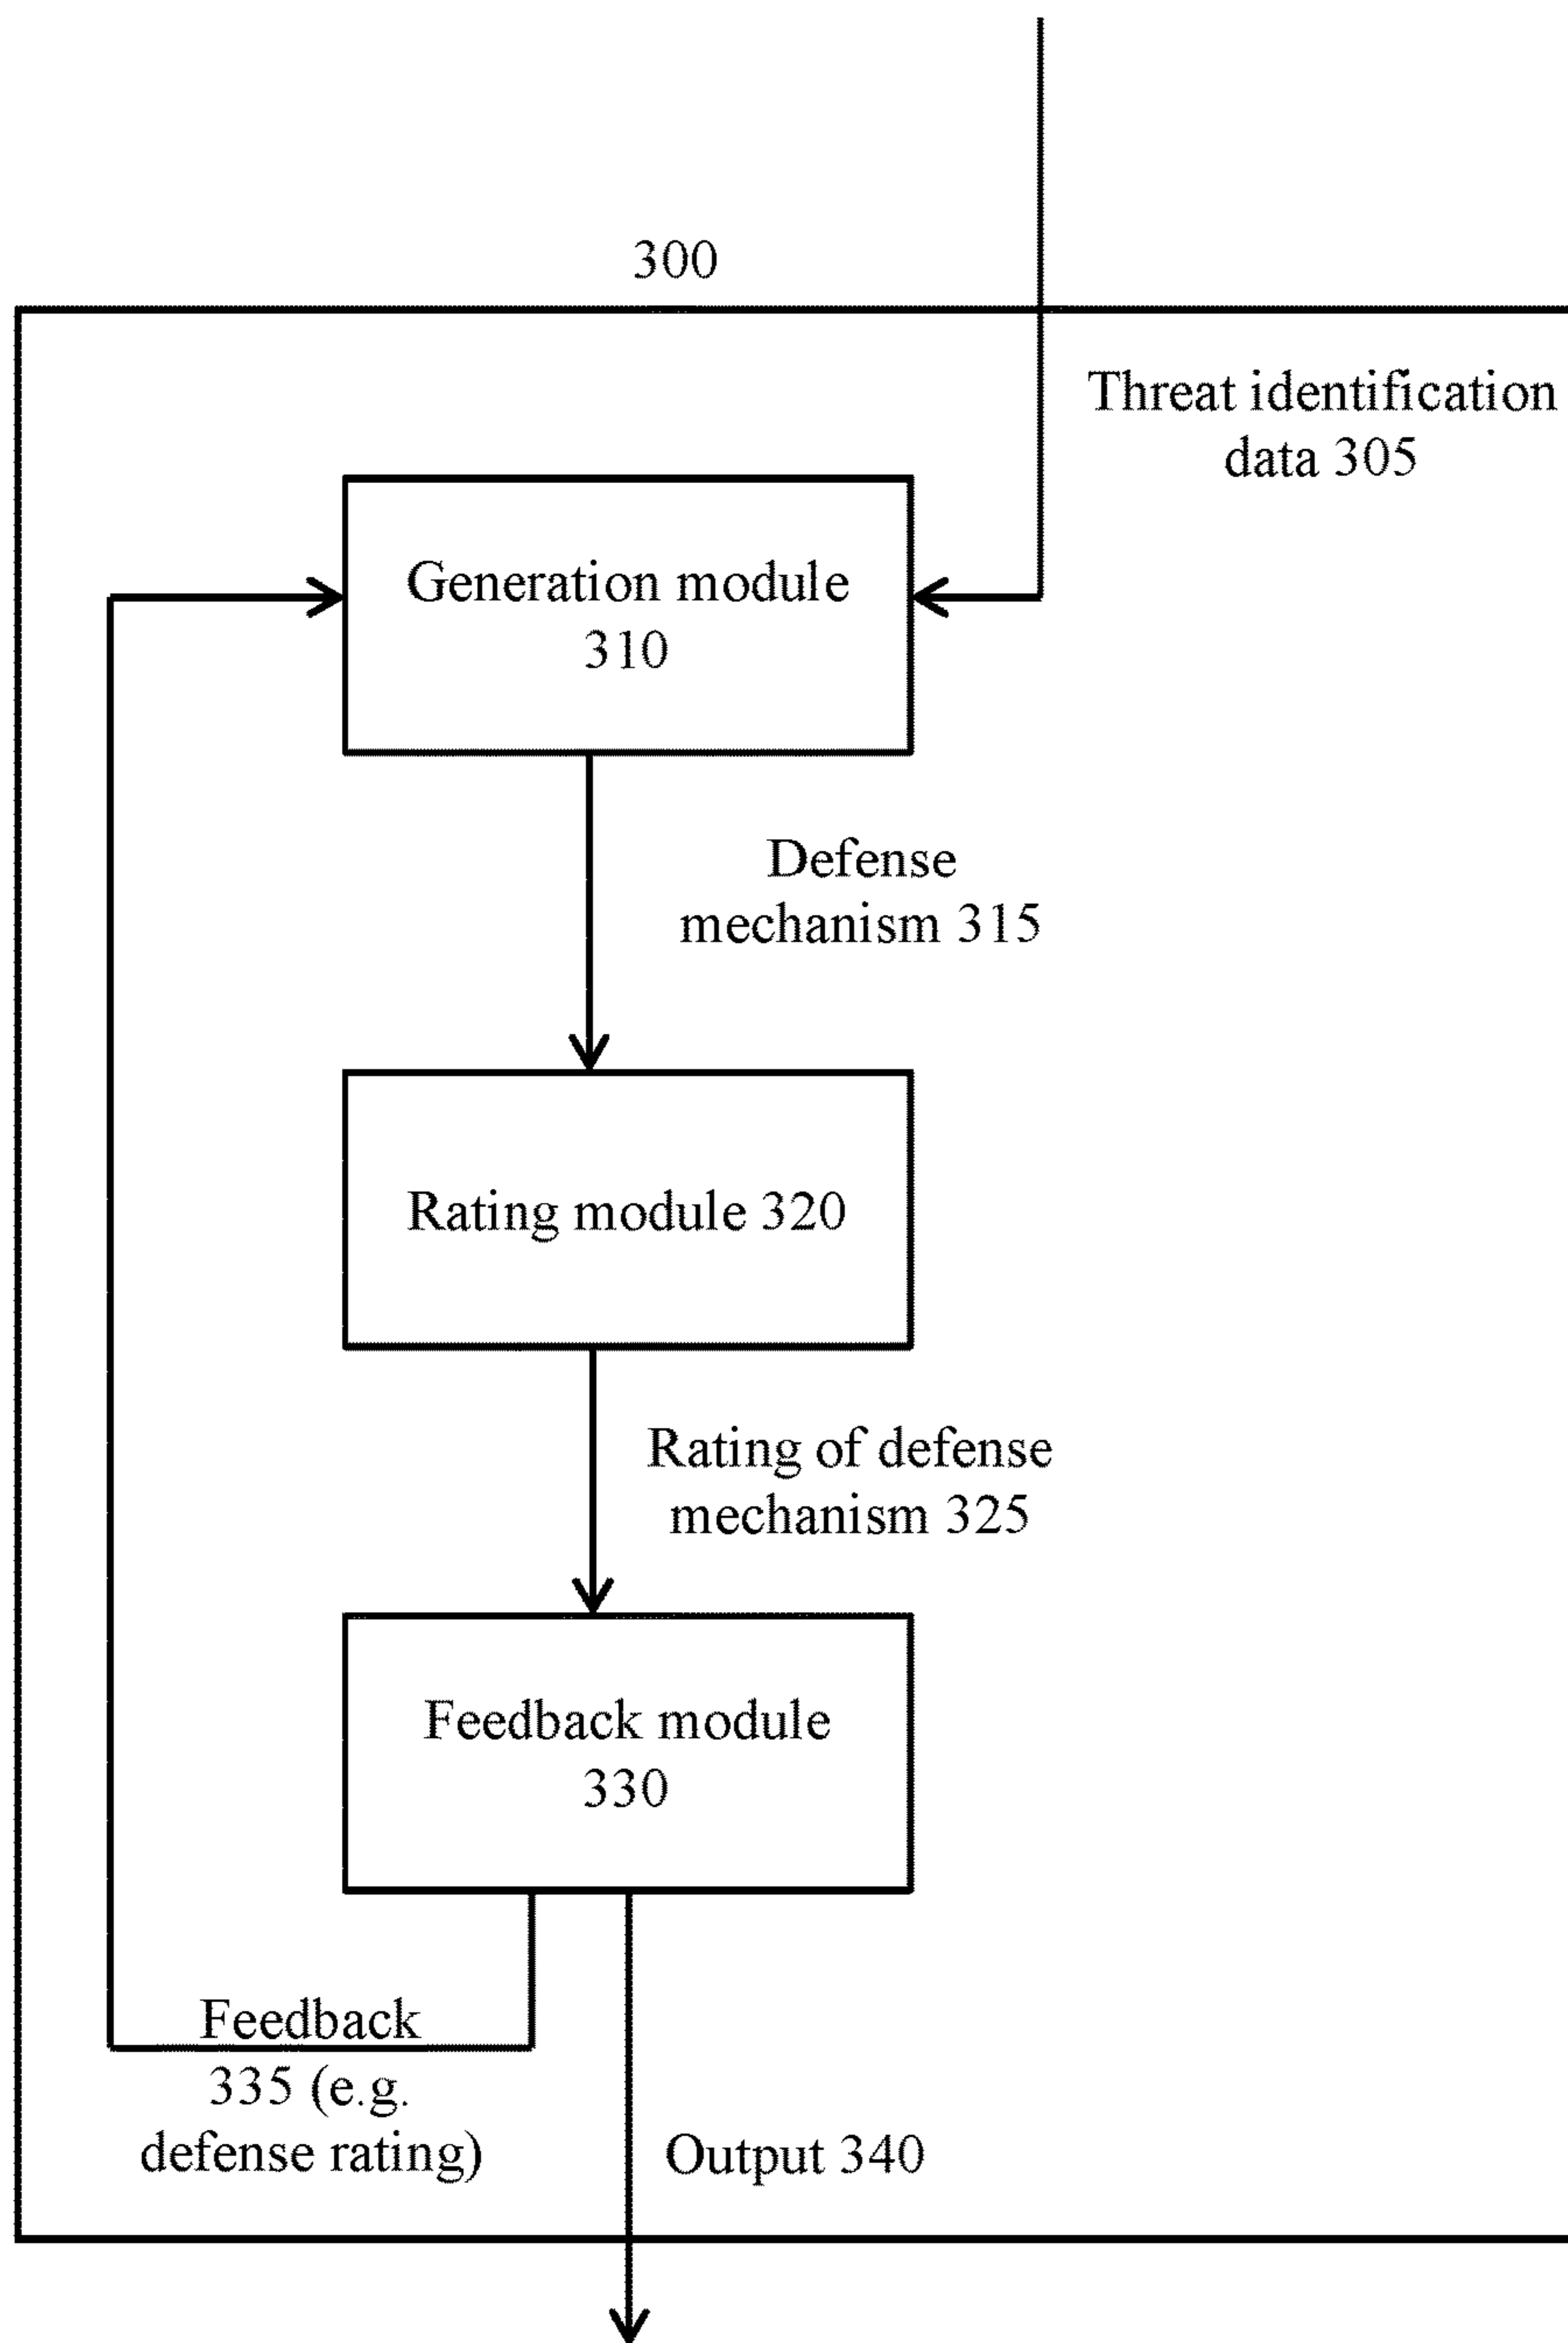 300
Threat identification
data 305
Generation module
310
Defense
mechanism 315
Rating module 320
Rating of defense
mechanism 325
Feedback module
330
Feedback
335 (e.g.
defense rating)
Output 340